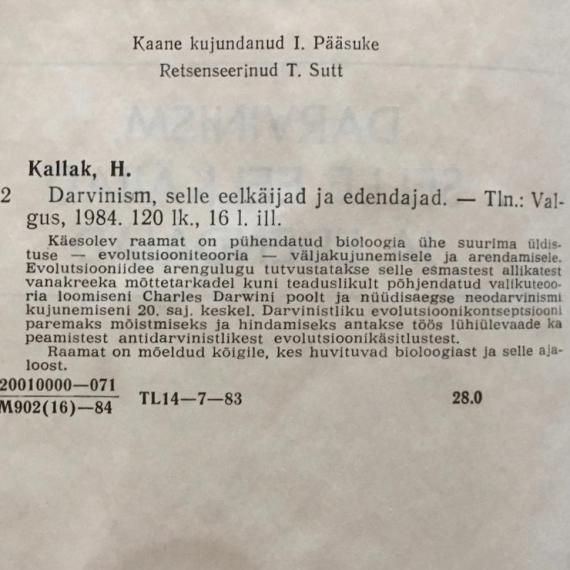 Kaane kujundanud I. Pääsuke
Retsenseerinud T. Sutt
Kallak, H.
2 Darvinism, selle eelkäijad ja edendajad. — Tln.: Val-
gus, 1984. 120 lk., 16 l. ill.
Käesolev raamat on pühendatud bioloogia ühe suurima üldis-
tuse — evolutsiooniteooria — väljakujunemisele ja arendamisele.
Evolutsiooniidee arengulugu tutvustatakse selle esmastest allikatest
vanakreeka mõttetarkadel kuni teaduslikult põhjendatud valikuteoo-
ria loomiseni Charles Darwini poolt ja nüüdisaegse neodarvinismi
kujunemiseni 20. saj. keskel. Darvinistliku evolutsioonikontseptsiooni
paremaks mõistmiseks ja hindamiseks antakse töös lühiülevaade ka
peamistest antidarvinistlikest evolutsioonikäsitlustest.
Raamat on mõeldud kõigile, kes huvituvad bioloogiast ja selle aja-
loost.
20010000—071
M902(16)—84 TL14—7—83 28.0